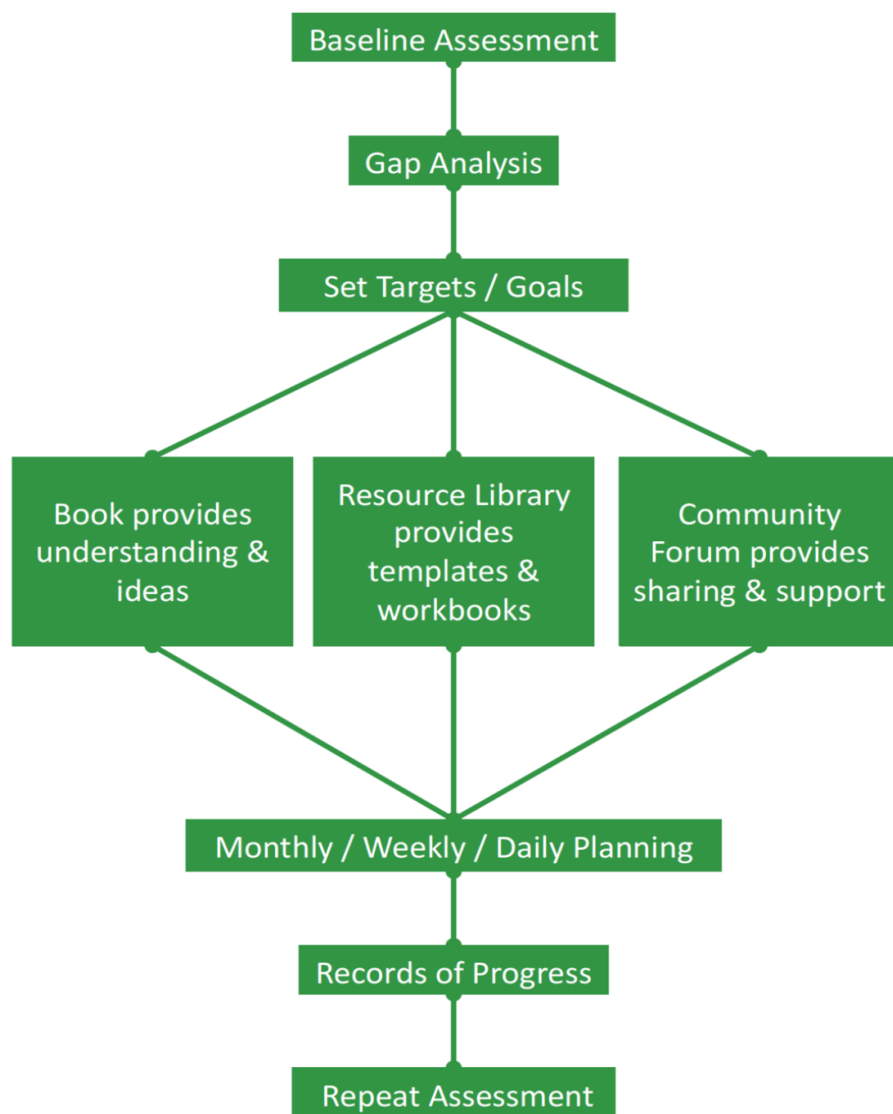 Baseline Assessment
Gap Analysis
Set Targets / Goals
Book provides
understanding &
ideas
Resource Library
provides
templates &
workbooks
Community
Forum provides
sharing & support
Monthly / Weekly / Daily Planning
Records of Progress
Repeat Assessment